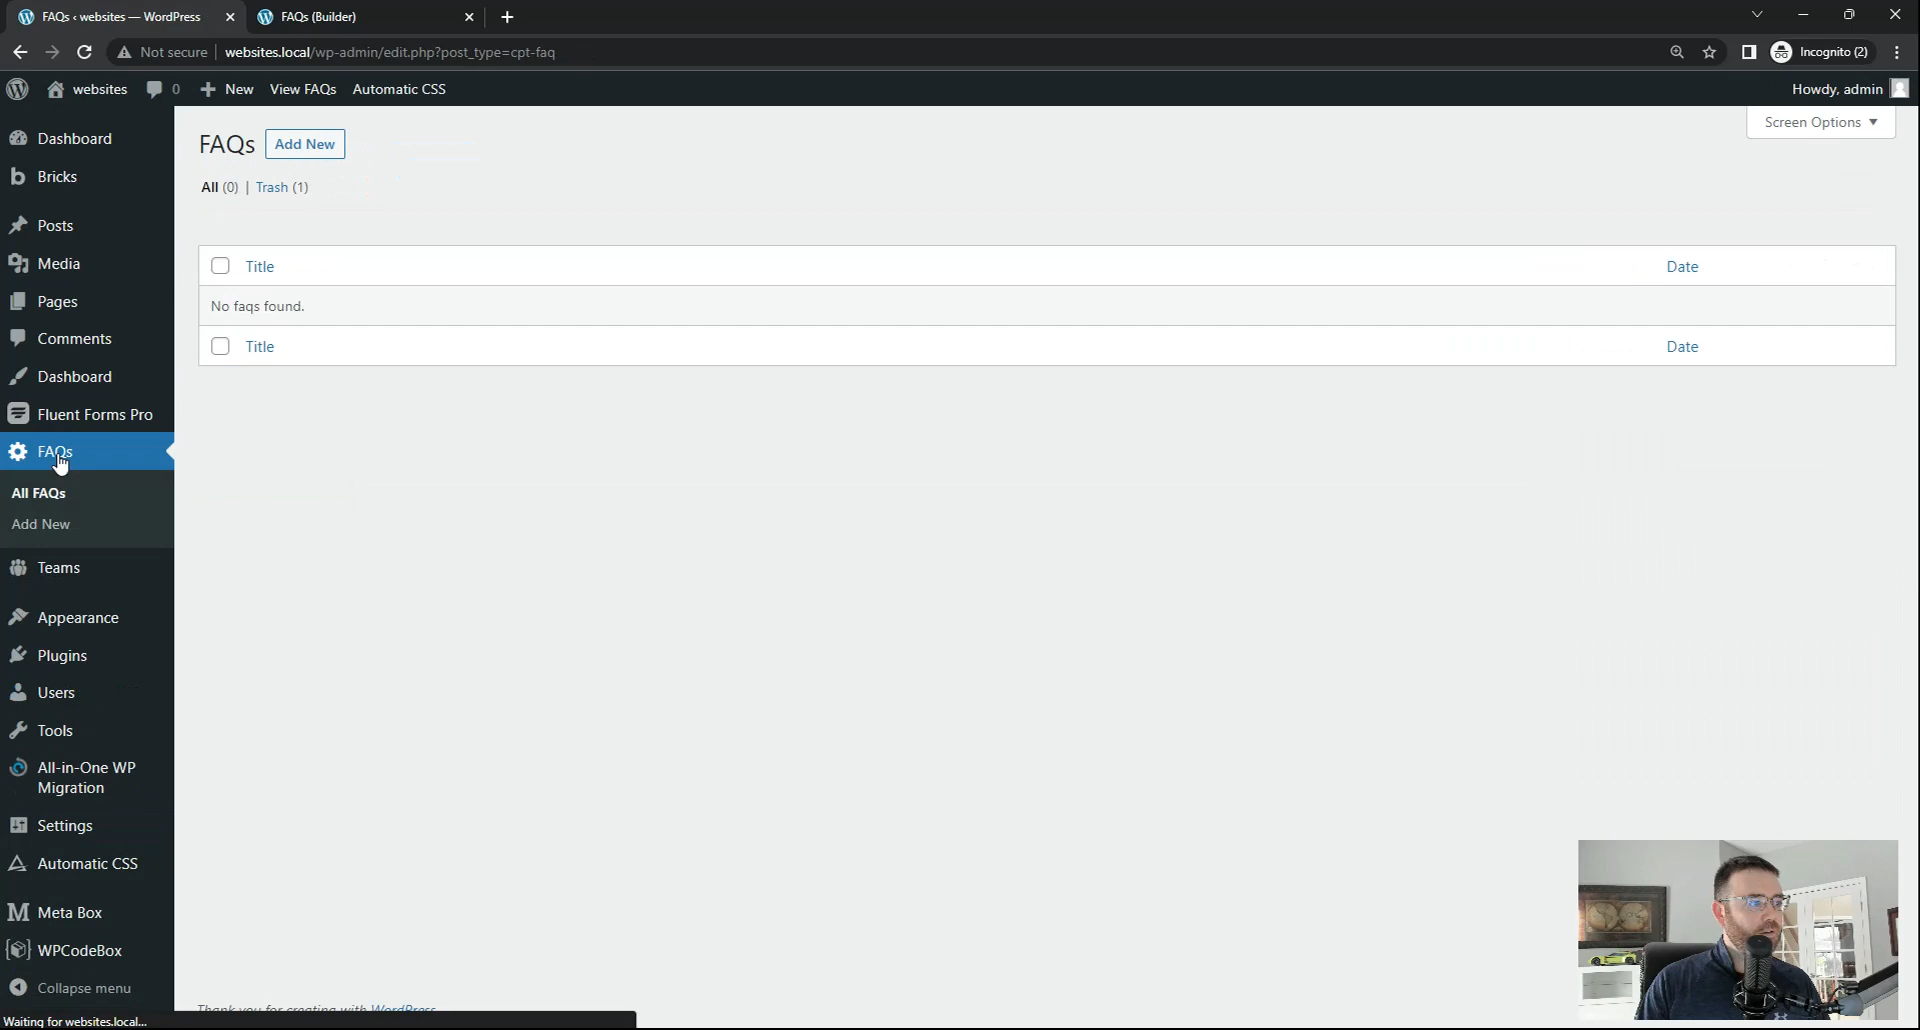 FAQs ‹ websites — WordPress
FAQs (Builder)
Not secure
websites.local/wp-admin/edit.php?post_type=cpt-faq
Incognito (2)
websites
0
New
View FAQs
Automatic CSS
Howdy, admin
Dashboard
Bricks
Posts
Media
Pages
Comments
Dashboard
Fluent Forms Pro
FAQs
All FAQs
Add New
Teams
Appearance
Plugins
Users
Tools
All-in-One WP
Migration
Settings
Automatic CSS
Meta Box
WPCodeBox
Collapse menu
Screen Options
FAQs
Add New
All (0) | Trash (1)
Title
Date
No faqs found.
Title
Date
Thank you for creating with WordPress
Waiting for websites.local...